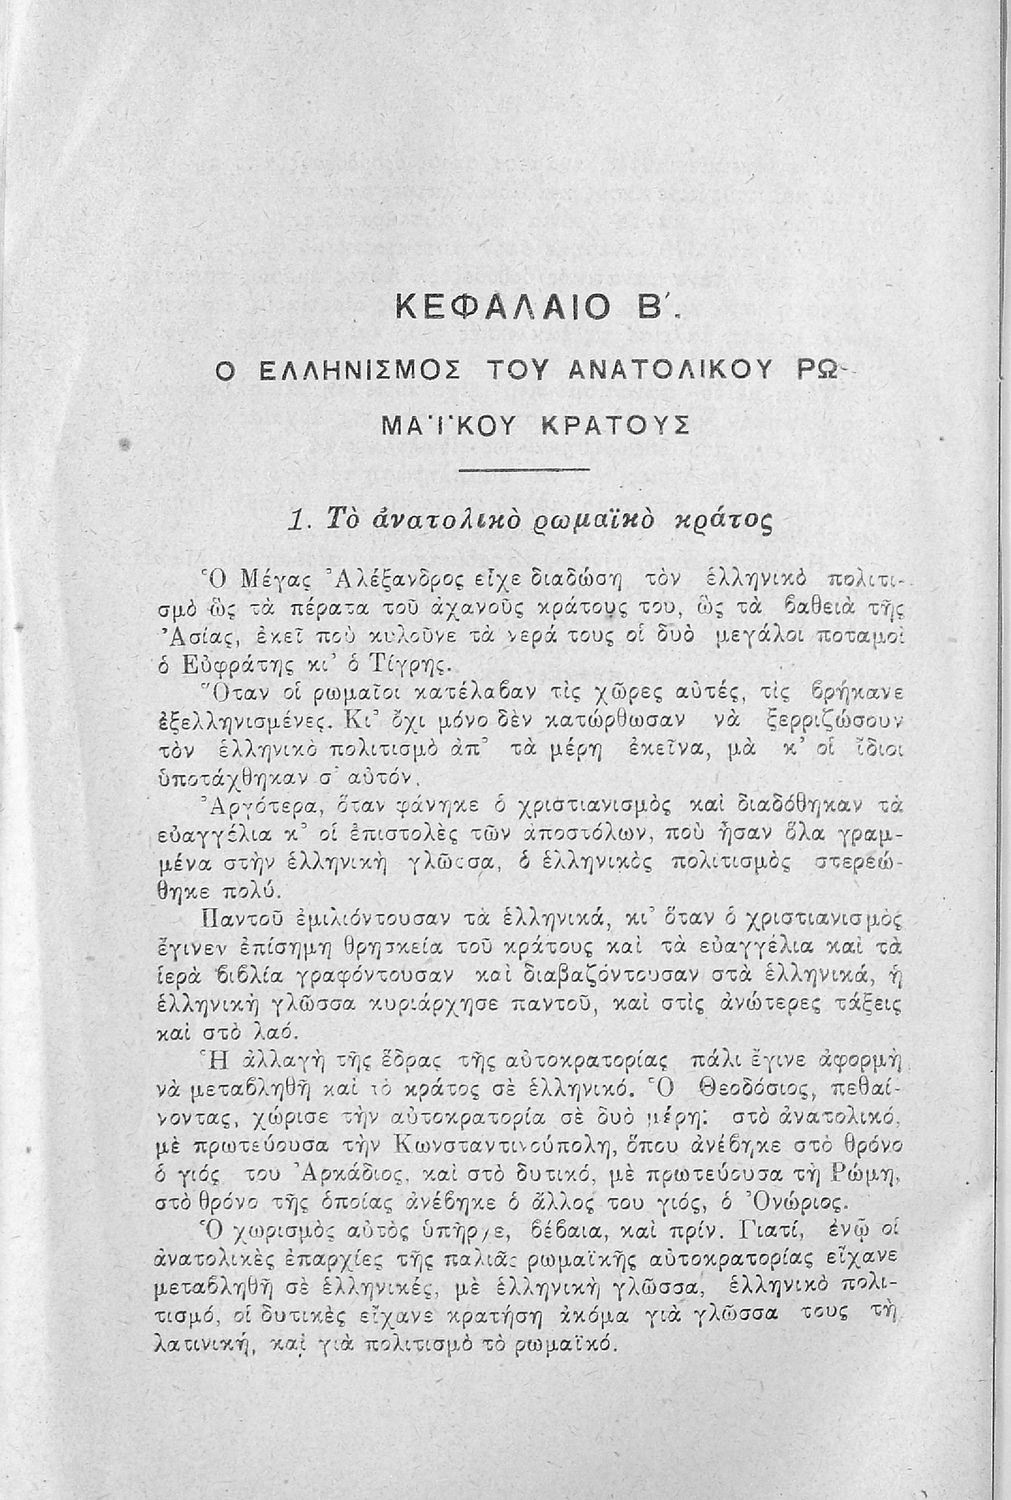 ΚΕΦΑΛΑΙΟ Β΄.
Ο ΕΛΛΗΝΙΣΜΟΣ ΤΟΥ ΑΝΑΤΟΛΙΚΟΥ ΡΩ-
ΜΑΪΚΟΥ ΚΡΑΤΟΥΣ
1. Τὸ ἀνατολικὸ ρωμαϊκὸ κράτος
Ὁ Μέγας Ἀλέξανδρος εἶχε διαδώση τὸν ἑλληνικὸ πολιτι-
σμὸ ὣς τὰ πέρατα τοῦ ἀχανοῦς κράτους του, ὣς τὰ βαθειὰ τῆς
Ἀσίας, ἐκεῖ ποὺ κυλοῦνε τὰ νερά τους οἱ δυὸ μεγάλοι ποταμοὶ
ὁ Εὐφράτης κι' ὁ Τίγρης.
Ὅταν οἱ ρωμαῖοι κατέλαβαν τὶς χῶρες αὐτές, τὶς βρήκανε
ἐξελληνισμένες. Κι' ὄχι μόνο δὲν κατώρθωσαν νὰ ξερριζώσουν
τὸν ἑλληνικὸ πολιτισμὸ ἀπ' τὰ μέρη ἐκεῖνα, μὰ κ' οἱ ἴδιοι
ὑποτάχθηκαν σ' αὐτόν.
Ἀργότερα, ὅταν φάνηκε ὁ χριστιανισμὸς καὶ διαδόθηκαν τὰ
εὐαγγέλια κ' οἱ ἐπιστολὲς τῶν ἀποστόλων, ποὺ ἦσαν ὅλα γραμ-
μένα στὴν ἑλληνικὴ γλῶσσα, ὁ ἑλληνικὸς πολιτισμὸς στερεώ-
θηκε πολύ.
Παντοῦ ἐμιλιόντουσαν τὰ ἑλληνικά, κι' ὅταν ὁ χριστιανισμὸς
ἔγινεν ἐπίσημη θρησκεία τοῦ κράτους καὶ τὰ εὐαγγέλια καὶ τὰ
ἱερὰ βιβλία γραφόντουσαν καὶ διαβαζόντουσαν στὰ ἑλληνικά, ἡ
ἑλληνικὴ γλῶσσα κυριάρχησε παντοῦ, καὶ στὶς ἀνώτερες τάξεις
καὶ στὸ λαό.
Ἡ ἀλλαγὴ τῆς ἕδρας τῆς αὐτοκρατορίας πάλι ἔγινε ἀφορμὴ
νὰ μεταβληθῆ καὶ τὸ κράτος σὲ ἑλληνικό. Ὁ Θεοδόσιος, πεθαί-
νοντας, χώρισε τὴν αὐτοκρατορία σὲ δυὸ μέρη: στὸ ἀνατολικό,
μὲ πρωτεύουσα τὴν Κωνσταντινούπολη, ὅπου ἀνέβηκε στὸ θρόνο
ὁ γιός του Ἀρκάδιος, καὶ στὸ δυτικό, μὲ πρωτεύουσα τὴ Ρώμη,
στὸ θρόνο τῆς ὁποίας ἀνέβηκε ὁ ἄλλος του γιός, ὁ Ὀνώριος.
Ὁ χωρισμὸς αὐτὸς ὑπῆρχε, βέβαια, καὶ πρίν. Γιατί, ἐνῷ οἱ
ἀνατολικὲς ἐπαρχίες τῆς παλιᾶς ρωμαϊκῆς αὐτοκρατορίας εἴχανε
μεταβληθῆ σὲ ἑλληνικές, μὲ ἑλληνικὴ γλῶσσα, ἑλληνικὸ πολι-
τισμό, οἱ δυτικὲς εἴχανε κρατήση ἀκόμα γιὰ γλῶσσα τους τὴ
λατινική, καὶ γιὰ πολιτισμὸ τὸ ρωμαϊκό.